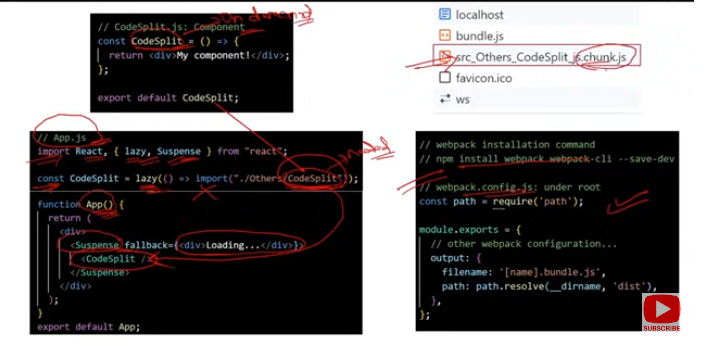 // CodeSplit.js: Component
const CodeSplit = () => {
return <div>My component!</div>;
};
export default CodeSplit;
On demand
localhost
bundle.js
src_Others_CodeSplit_js.chunk.js
favicon.ico
ws
// App.js
import React, { lazy, Suspense } from "react";
const CodeSplit = lazy(() => import("./Others/CodeSplit"));
function App() {
return (
<div>
<Suspense fallback={<div>Loading...</div>}>
<CodeSplit />
</Suspense>
</div>
);
}
export default App;
// webpack installation command
// npm install webpack webpack-cli --save-dev
// webpack.config.js: under root
const path = require('path');
module.exports = {
// other webpack configuration...
output: {
filename: '[name].bundle.js',
path: path.resolve(__dirname, 'dist'),
},
};
SUBSCRIBE